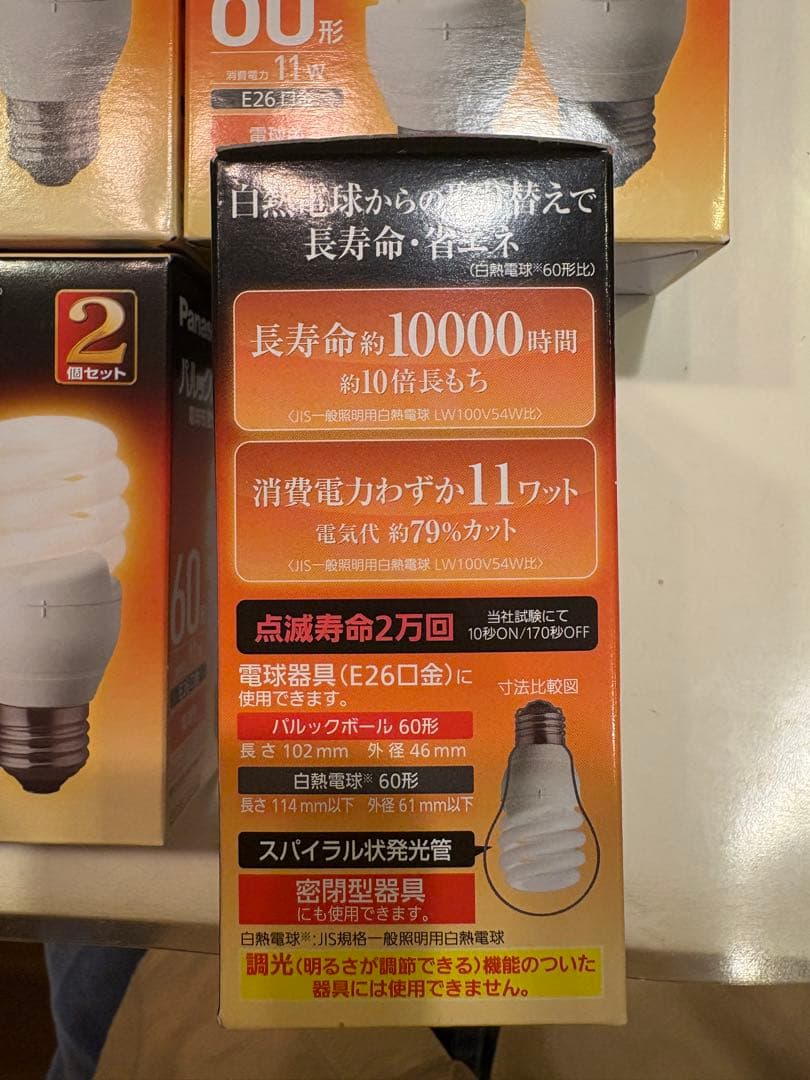 60形
消費電力 11W
E26口金
2
個セット
Panas
60
白熱電球からの取り替えで
長寿命・省エネ
(白熱電球※60形比)
長寿命約10000時間
約10倍長もち
〈JIS一般照明用白熱電球 LW100V54W比〉
消費電力わずか11ワット
電気代 約79%カット
〈JIS一般照明用白熱電球 LW100V54W比〉
点滅寿命2万回
当社試験にて
10秒ON/170秒OFF
電球器具(E26口金)に
使用できます。
寸法比較図
パルックボール 60形
長さ102mm 外径46mm
白熱電球※ 60形
長さ114mm以下 外径61mm以下
スパイラル状発光管
密閉型器具
にも使用できます。
白熱電球※:JIS規格一般照明用白熱電球
調光(明るさが調節できる)機能のついた
器具には使用できません。